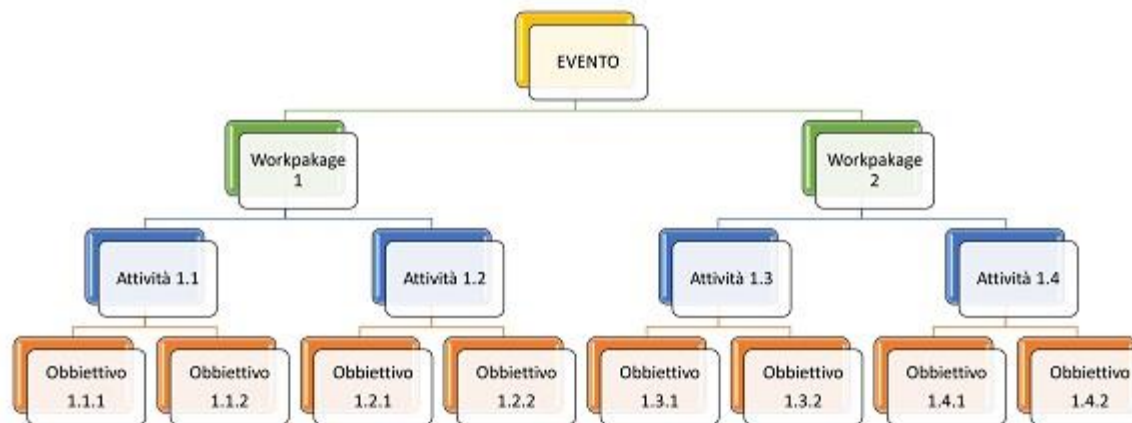 EVENTO
Workpakage
1
Workpakage
2
Attività 1.1
Attività 1.2
Attività 1.3
Attività 1.4
Obbiettivo
1.1.1
Obbiettivo
1.1.2
Obbiettivo
1.2.1
Obbiettivo
1.2.2
Obbiettivo
1.3.1
Obbiettivo
1.3.2
Obbiettivo
1.4.1
Obbiettivo
1.4.2